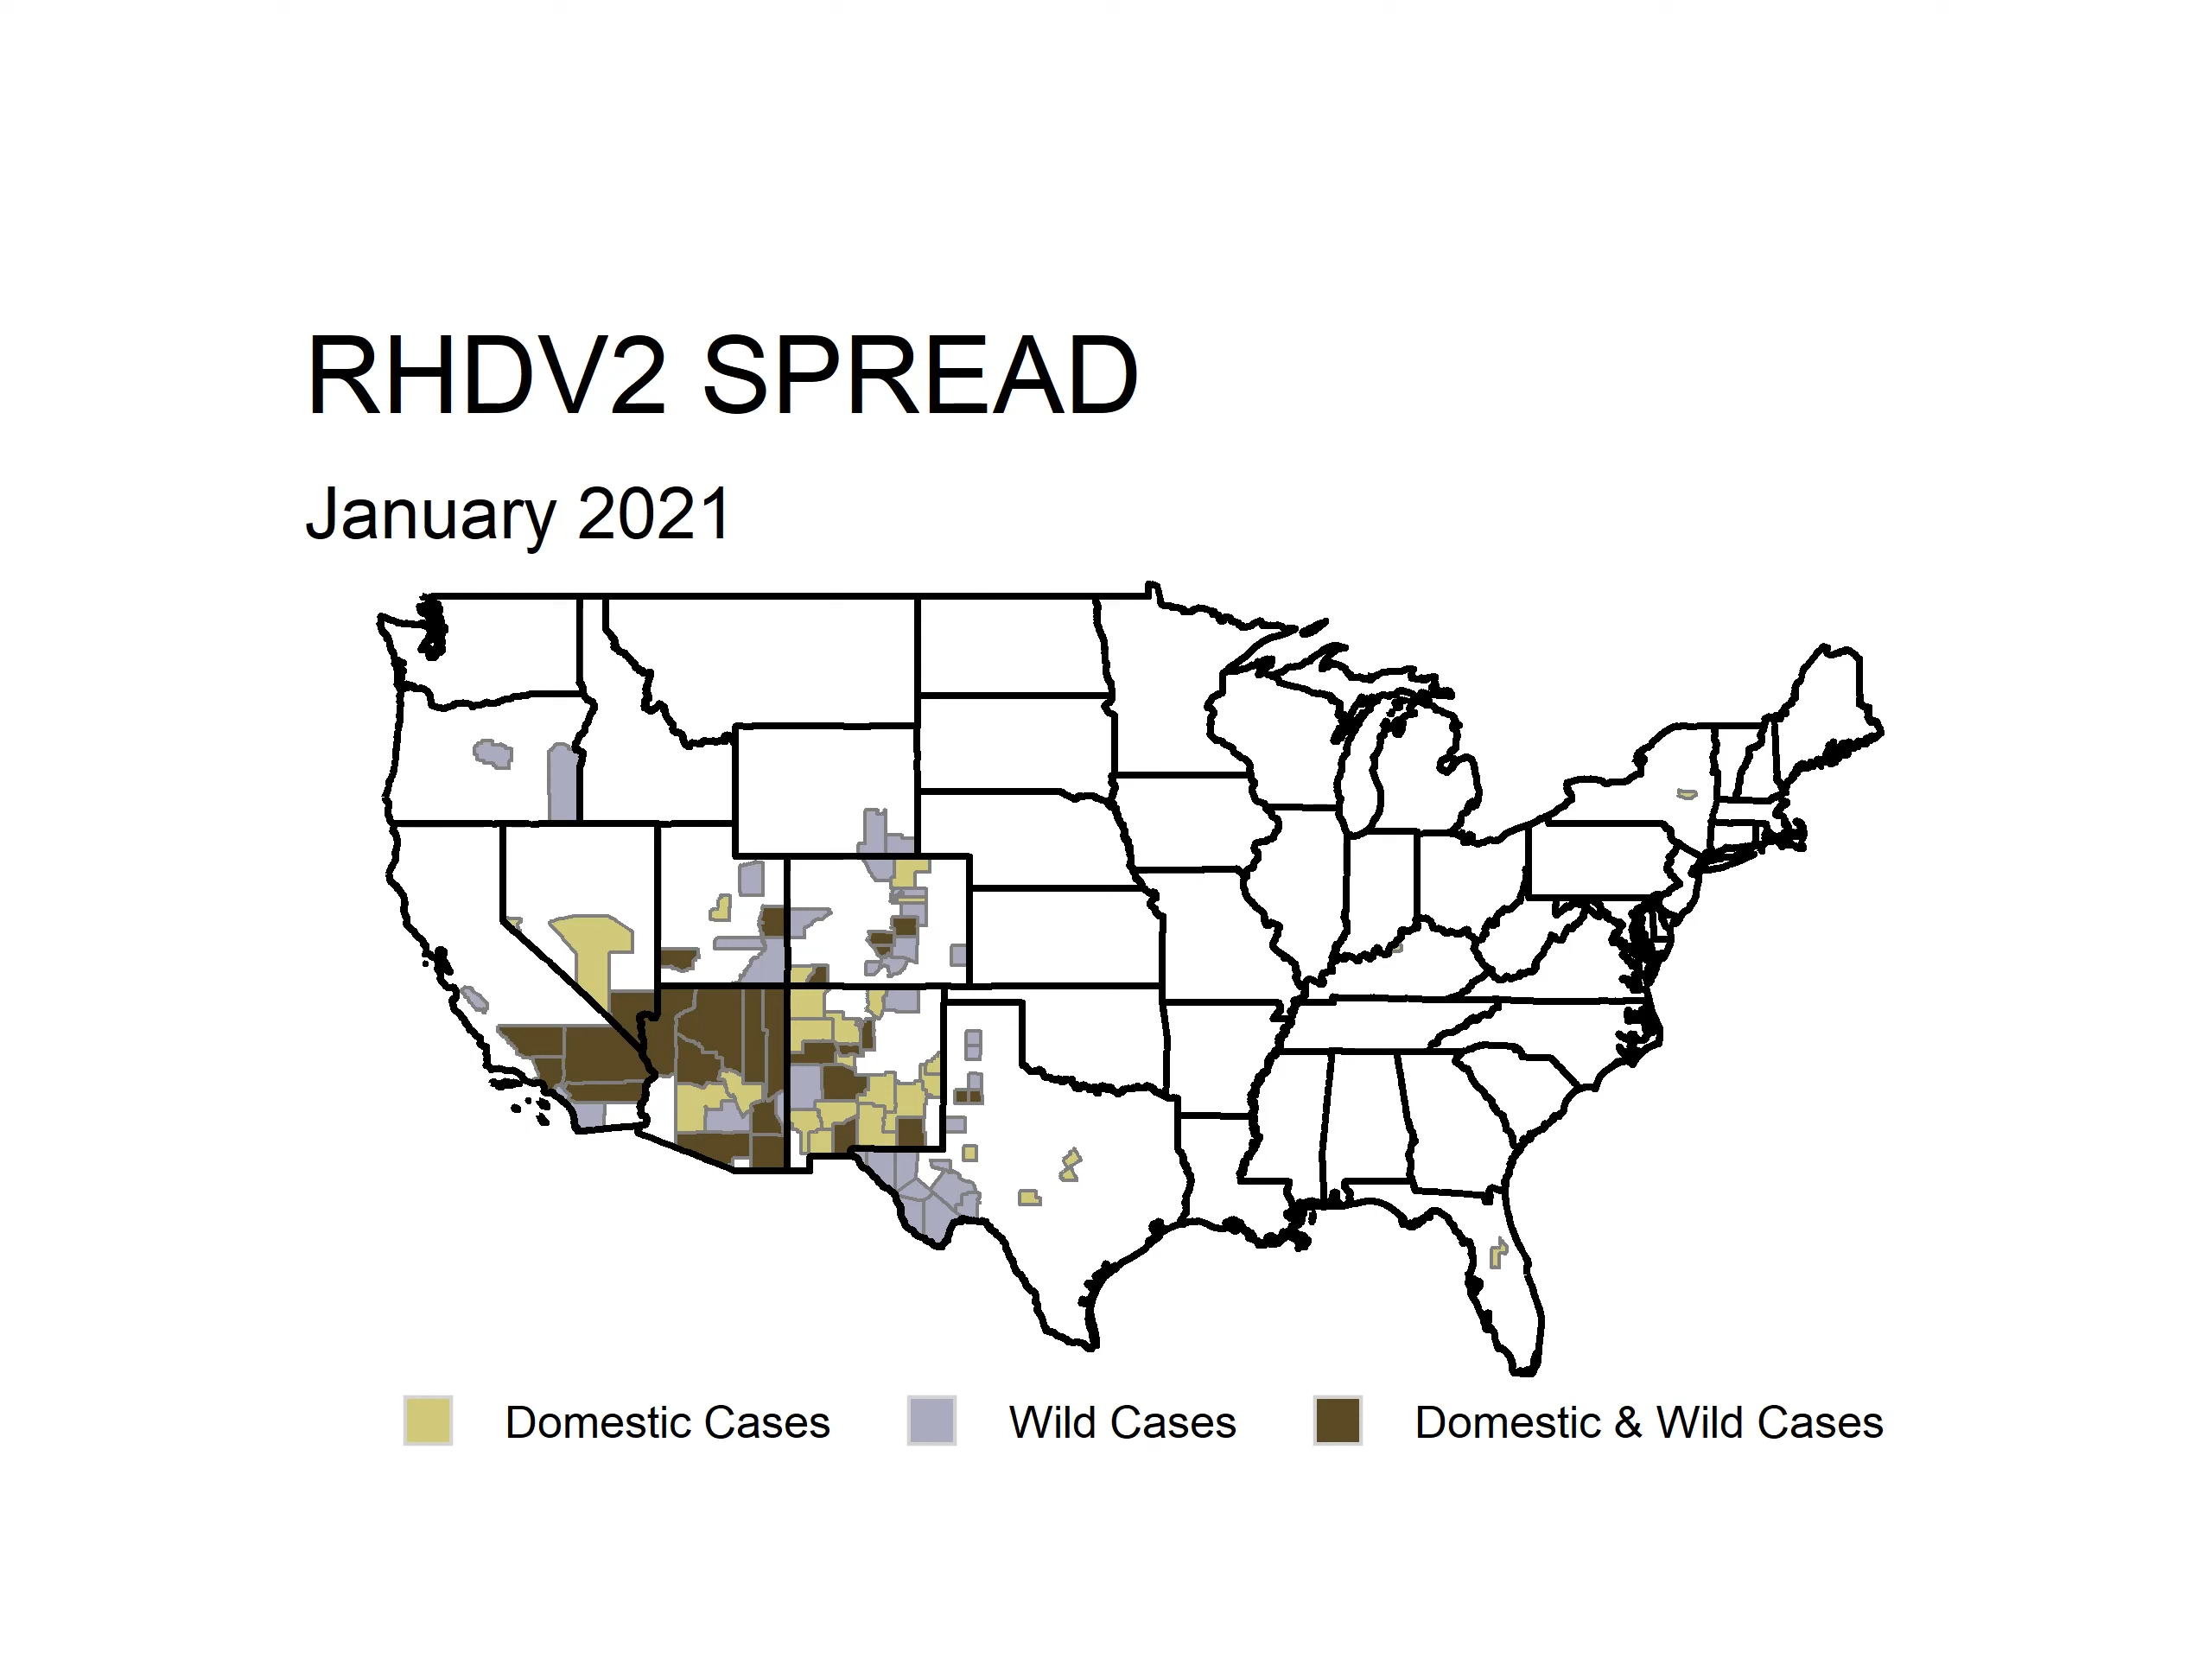 RHDV2 SPREAD
January 2021
Domestic Cases
Wild Cases
Domestic & Wild Cases